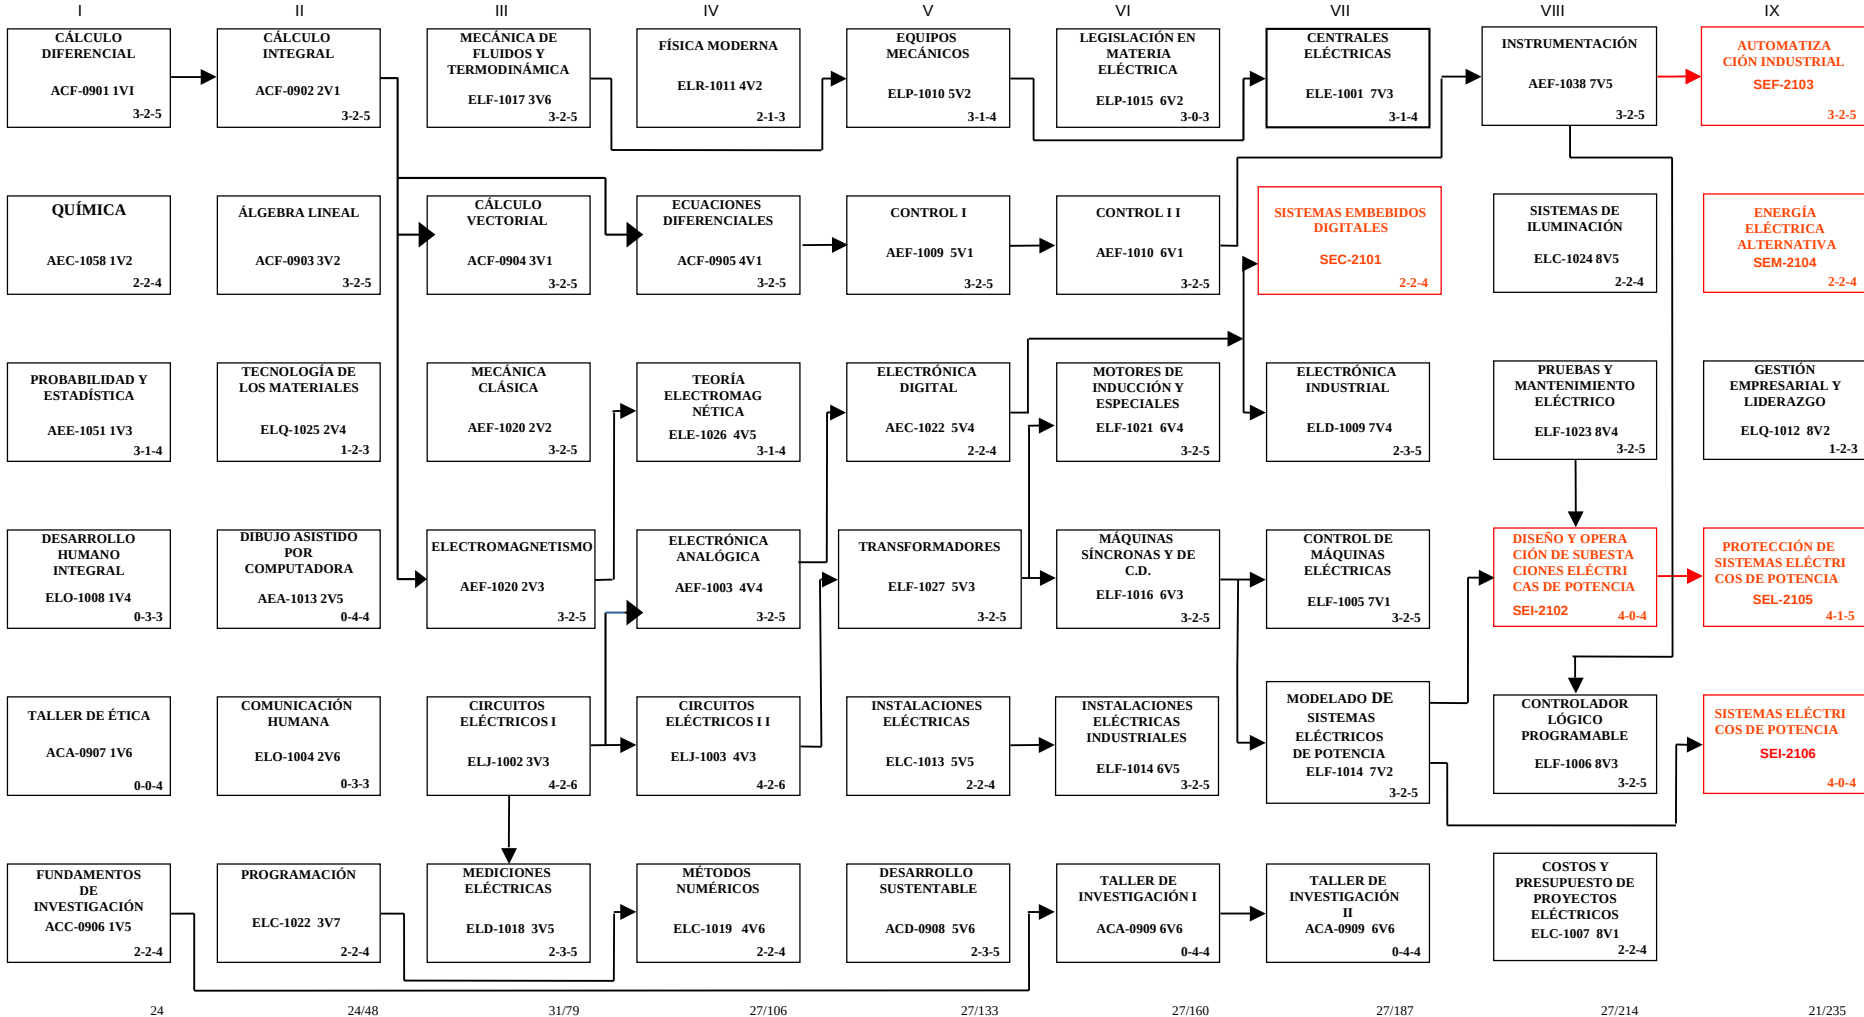 I
II
III
IV
V
VI
VII
VIII
IX
CÁLCULO
DIFERENCIAL
ACF-0901 1VI
3-2-5
CÁLCULO
INTEGRAL
ACF-0902 2V1
3-2-5
MECÁNICA DE
FLUIDOS Y
TERMODINÁMICA
ELF-1017 3V6
3-2-5
FÍSICA MODERNA
ELR-1011 4V2
2-1-3
EQUIPOS
MECÁNICOS
ELP-1010 5V2
3-1-4
LEGISLACIÓN EN
MATERIA
ELÉCTRICA
ELP-1015 6V2
3-0-3
CENTRALES
ELÉCTRICAS
ELE-1001 7V3
3-1-4
INSTRUMENTACIÓN
AEF-1038 7V5
3-2-5
AUTOMATIZA
CIÓN INDUSTRIAL
SEF-2103
3-2-5
QUÍMICA
AEC-1058 1V2
2-2-4
ÁLGEBRA LINEAL
ACF-0903 3V2
3-2-5
CÁLCULO
VECTORIAL
ACF-0904 3V1
3-2-5
ECUACIONES
DIFERENCIALES
ACF-0905 4V1
3-2-5
CONTROL I
AEF-1009 5V1
3-2-5
CONTROL I I
AEF-1010 6V1
3-2-5
SISTEMAS EMBEBIDOS
DIGITALES
SEC-2101
2-2-4
SISTEMAS DE
ILUMINACIÓN
ELC-1024 8V5
2-2-4
ENERGÍA
ELÉCTRICA
ALTERNATIVA
SEM-2104
2-2-4
PROBABILIDAD Y
ESTADÍSTICA
AEE-1051 1V3
3-1-4
TECNOLOGÍA DE
LOS MATERIALES
ELQ-1025 2V4
1-2-3
MECÁNICA
CLÁSICA
AEF-1020 2V2
3-2-5
TEORÍA
ELECTROMAG
NÉTICA
ELE-1026 4V5
3-1-4
ELECTRÓNICA
DIGITAL
AEC-1022 5V4
2-2-4
MOTORES DE
INDUCCIÓN Y
ESPECIALES
ELF-1021 6V4
3-2-5
ELECTRÓNICA
INDUSTRIAL
ELD-1009 7V4
2-3-5
PRUEBAS Y
MANTENIMIENTO
ELÉCTRICO
ELF-1023 8V4
3-2-5
GESTIÓN
EMPRESARIAL Y
LIDERAZGO
ELQ-1012 8V2
1-2-3
DESARROLLO
HUMANO
INTEGRAL
ELO-1008 1V4
0-3-3
DIBUJO ASISTIDO
POR
COMPUTADORA
AEA-1013 2V5
0-4-4
ELECTROMAGNETISMO
AEF-1020 2V3
3-2-5
ELECTRÓNICA
ANALÓGICA
AEF-1003 4V4
3-2-5
TRANSFORMADORES
ELF-1027 5V3
3-2-5
MÁQUINAS
SÍNCRONAS Y DE
C.D.
ELF-1016 6V3
3-2-5
CONTROL DE
MÁQUINAS
ELÉCTRICAS
ELF-1005 7V1
3-2-5
DISEÑO Y OPERA
CIÓN DE SUBESTA
CIONES ELÉCTRI
CAS DE POTENCIA
SEI-2102
4-0-4
PROTECCIÓN DE
SISTEMAS ELÉCTRI
COS DE POTENCIA
SEL-2105
4-1-5
TALLER DE ÉTICA
ACA-0907 1V6
0-0-4
COMUNICACIÓN
HUMANA
ELO-1004 2V6
0-3-3
CIRCUITOS
ELÉCTRICOS I
ELJ-1002 3V3
4-2-6
CIRCUITOS
ELÉCTRICOS I I
ELJ-1003 4V3
4-2-6
INSTALACIONES
ELÉCTRICAS
ELC-1013 5V5
2-2-4
INSTALACIONES
ELÉCTRICAS
INDUSTRIALES
ELF-1014 6V5
3-2-5
MODELADO DE
SISTEMAS
ELÉCTRICOS
DE POTENCIA
ELF-1014 7V2
3-2-5
CONTROLADOR
LÓGICO
PROGRAMABLE
ELF-1006 8V3
3-2-5
SISTEMAS ELÉCTRI
COS DE POTENCIA
SEI-2106
4-0-4
FUNDAMENTOS
DE
INVESTIGACIÓN
ACC-0906 1V5
2-2-4
PROGRAMACIÓN
ELC-1022 3V7
2-2-4
MEDICIONES
ELÉCTRICAS
ELD-1018 3V5
2-3-5
MÉTODOS
NUMÉRICOS
ELC-1019 4V6
2-2-4
DESARROLLO
SUSTENTABLE
ACD-0908 5V6
2-3-5
TALLER DE
INVESTIGACIÓN I
ACA-0909 6V6
0-4-4
TALLER DE
INVESTIGACIÓN
II
ACA-0909 6V6
0-4-4
COSTOS Y
PRESUPUESTO DE
PROYECTOS
ELÉCTRICOS
ELC-1007 8V1
2-2-4
24
24/48
31/79
27/106
27/133
27/160
27/187
27/214
21/235